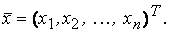 x̅ = (x₁, x₂, …, xₙ)ᵀ.